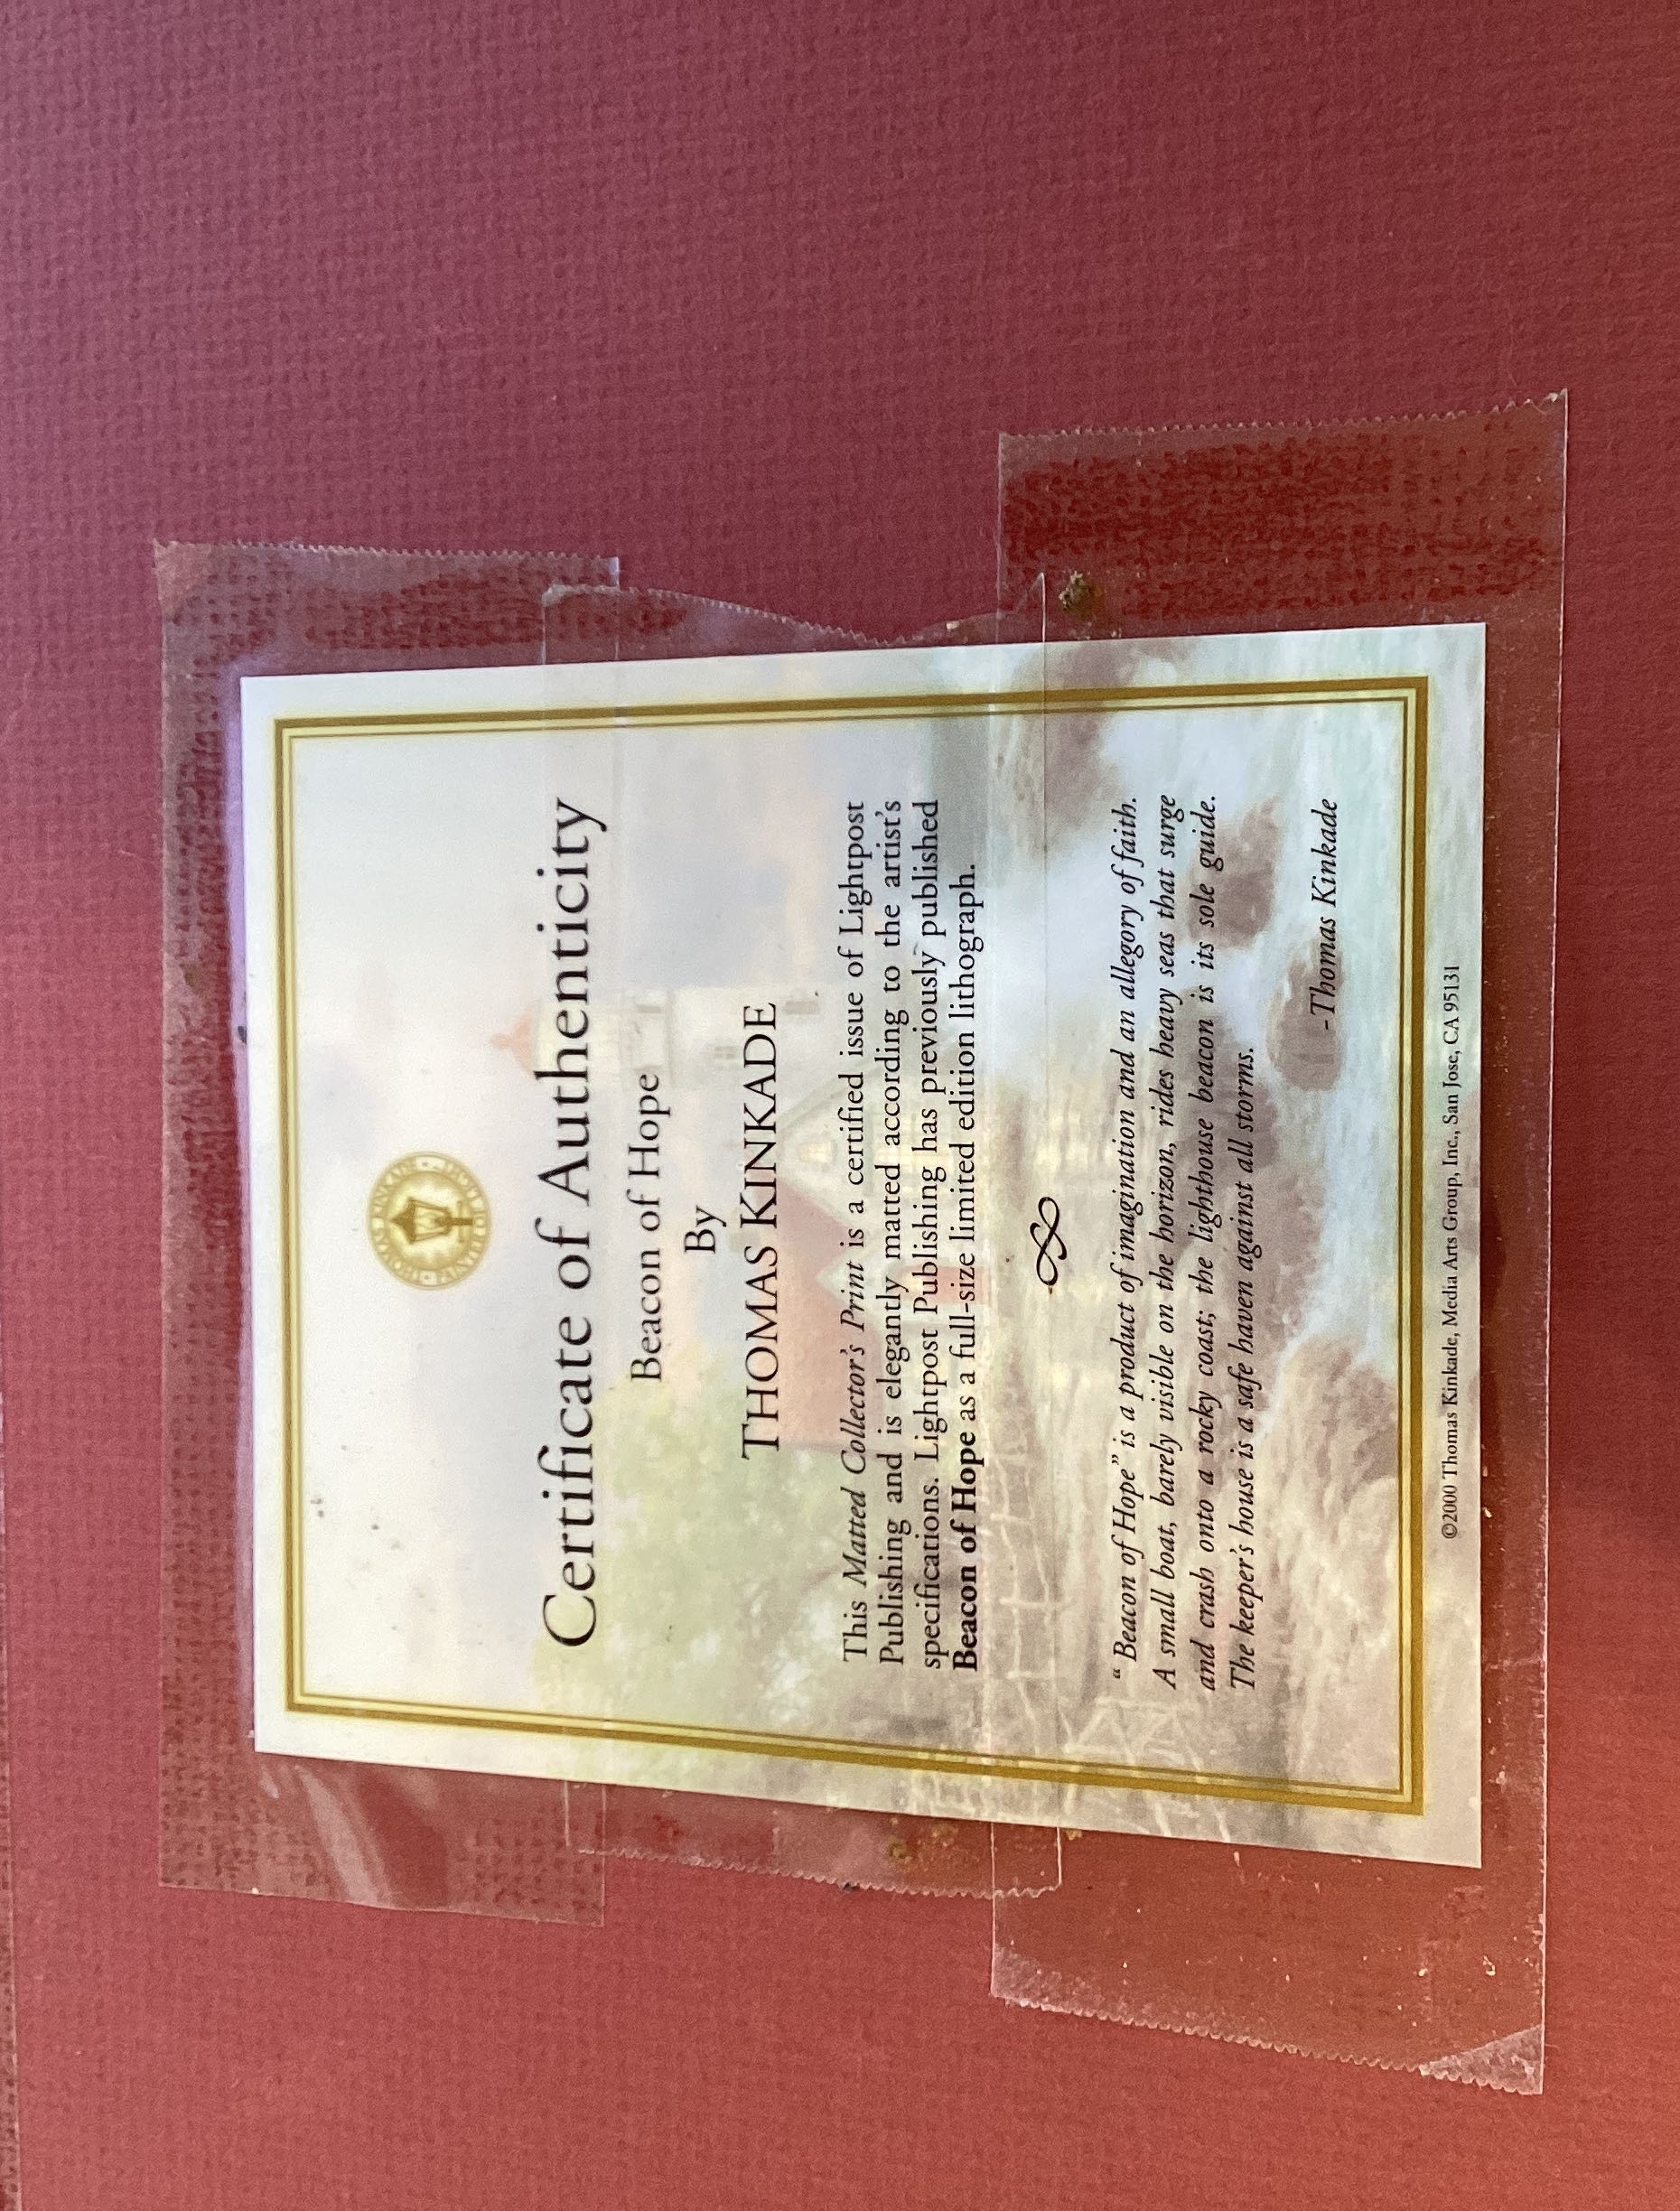 THOMAS KINKADE · PAINTER OF LIGHT ·
Certificate of Authenticity
Beacon of Hope
By
THOMAS KINKADE
This Matted Collector's Print is a certified issue of Lightpost
Publishing and is elegantly matted according to the artist's
specifications. Lightpost Publishing has previously published
Beacon of Hope as a full-size limited edition lithograph.
“Beacon of Hope” is a product of imagination and an allegory of faith.
A small boat, barely visible on the horizon, rides heavy seas that surge
and crash onto a rocky coast; the lighthouse beacon is its sole guide.
The keeper's house is a safe haven against all storms.
-Thomas Kinkade
©2000 Thomas Kinkade, Media Arts Group, Inc., San Jose, CA 95131